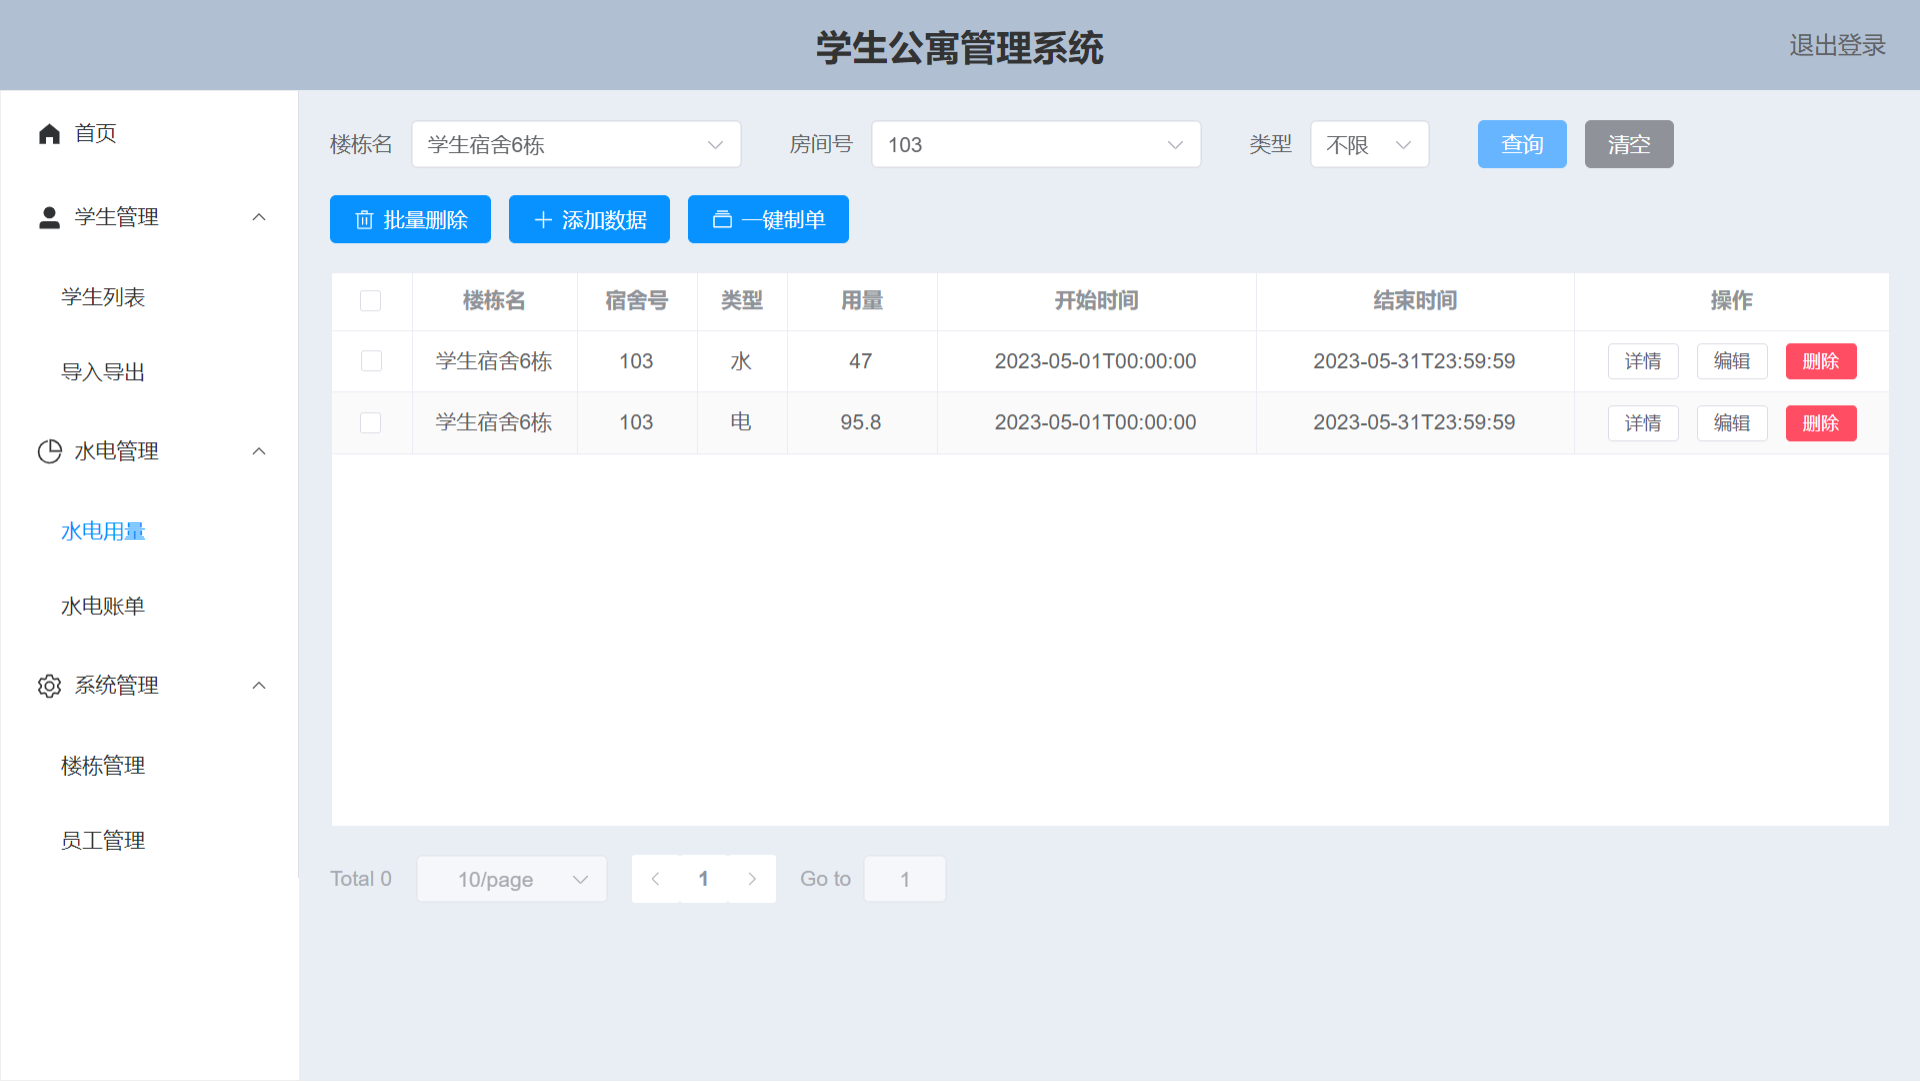 学生公寓管理系统
退出登录
首页
学生管理
学生列表
导入导出
水电管理
水电用量
水电账单
系统管理
楼栋管理
员工管理
楼栋名 学生宿舍6栋 房间号 103 类型 不限 查询 清空
批量删除 添加数据 一键制单
楼栋名 宿舍号 类型 用量 开始时间 结束时间 操作
学生宿舍6栋 103 水 47 2023-05-01T00:00:00 2023-05-31T23:59:59 详情 编辑 删除
学生宿舍6栋 103 电 95.8 2023-05-01T00:00:00 2023-05-31T23:59:59 详情 编辑 删除
Total 0 10/page 1 Go to 1